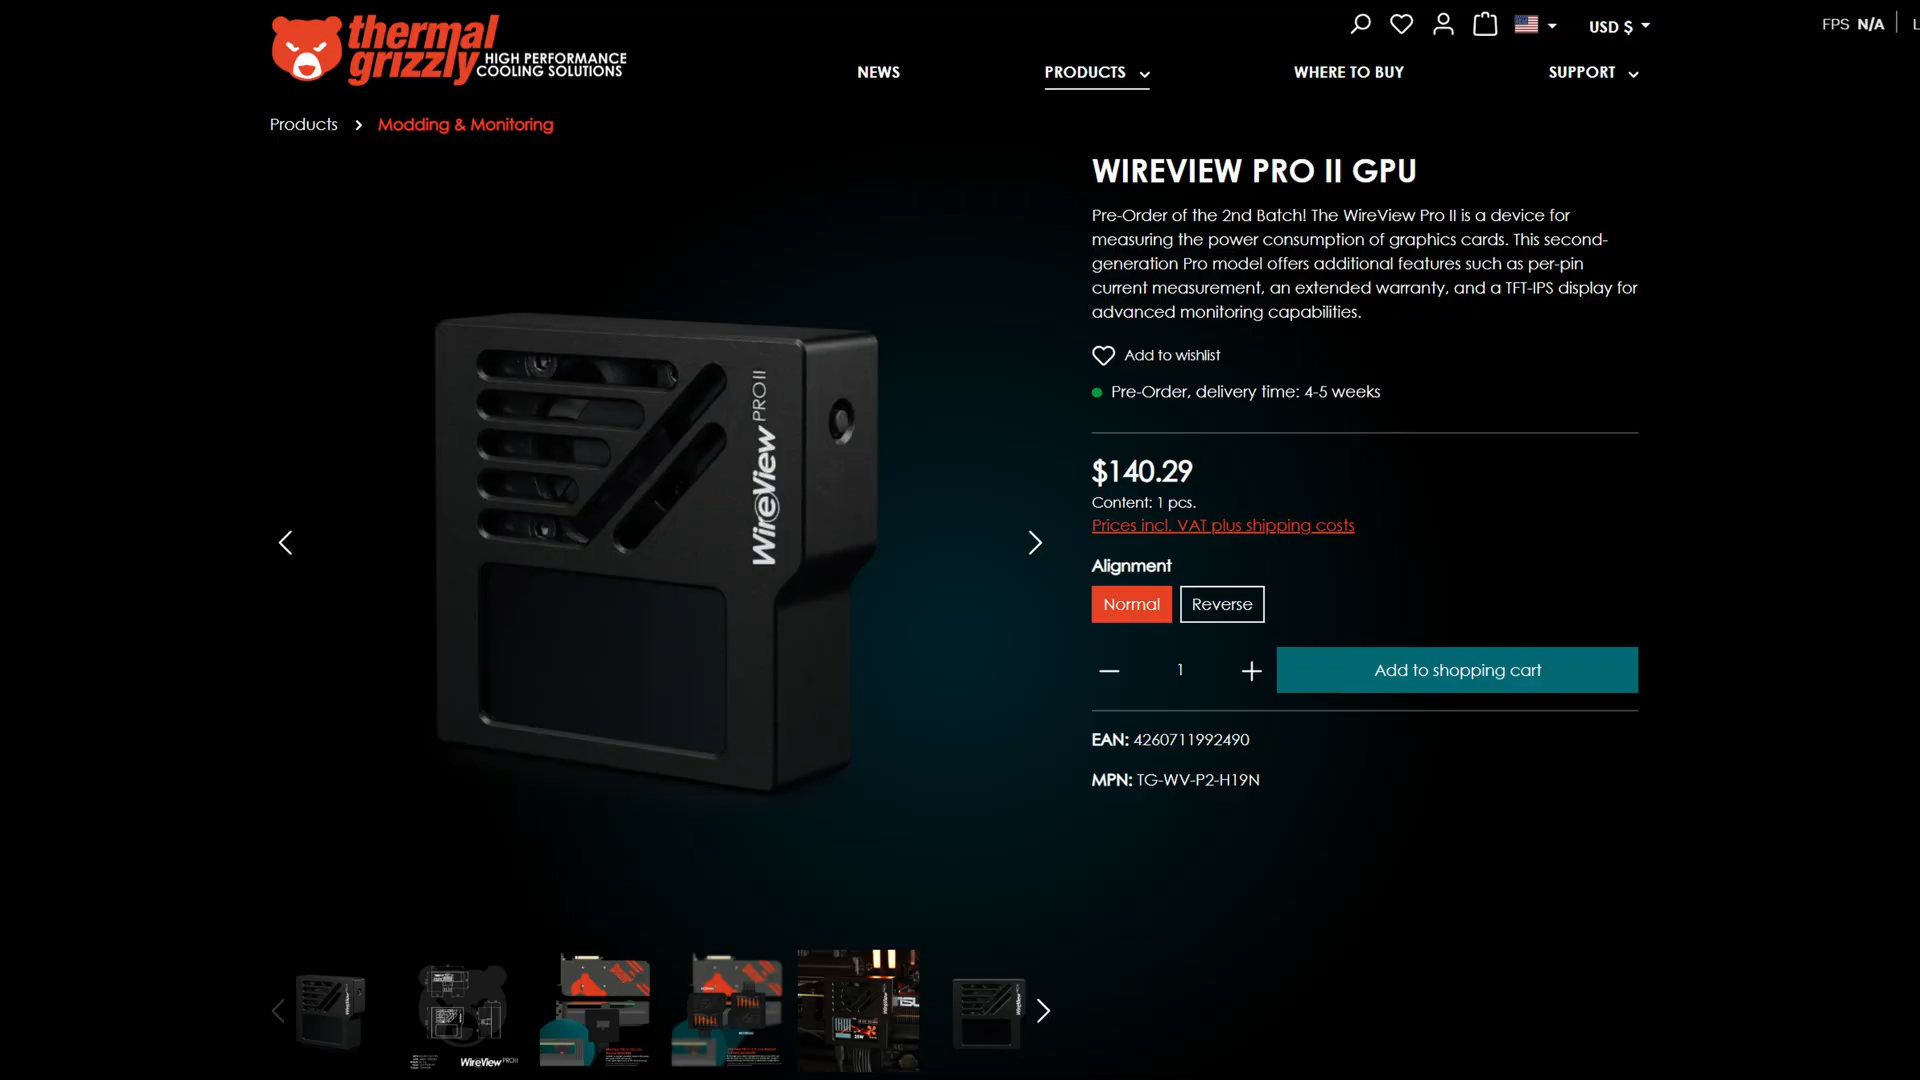 thermal
grizzly
HIGH PERFORMANCE
COOLING SOLUTIONS
USD $
FPS N/A
NEWS
PRODUCTS
WHERE TO BUY
SUPPORT
Products
Modding & Monitoring
WIREVIEW PRO II GPU
Pre-Order of the 2nd Batch! The WireView Pro II is a device for
measuring the power consumption of graphics cards. This second-
generation Pro model offers additional features such as per-pin
current measurement, an extended warranty, and a TFT-IPS display for
advanced monitoring capabilities.
Add to wishlist
Pre-Order, delivery time: 4-5 weeks
WireView PRO II
$140.29
Content: 1 pcs.
Prices incl. VAT plus shipping costs
Alignment
Normal
Reverse
1
Add to shopping cart
EAN: 4260711992490
MPN: TG-WV-P2-H19N
WireView PRO II